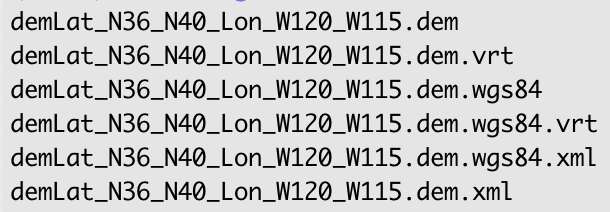 demLat_N36_N40_Lon_W120_W115.dem
demLat_N36_N40_Lon_W120_W115.dem.vrt
demLat_N36_N40_Lon_W120_W115.dem.wgs84
demLat_N36_N40_Lon_W120_W115.dem.wgs84.vrt
demLat_N36_N40_Lon_W120_W115.dem.wgs84.xml
demLat_N36_N40_Lon_W120_W115.dem.xml